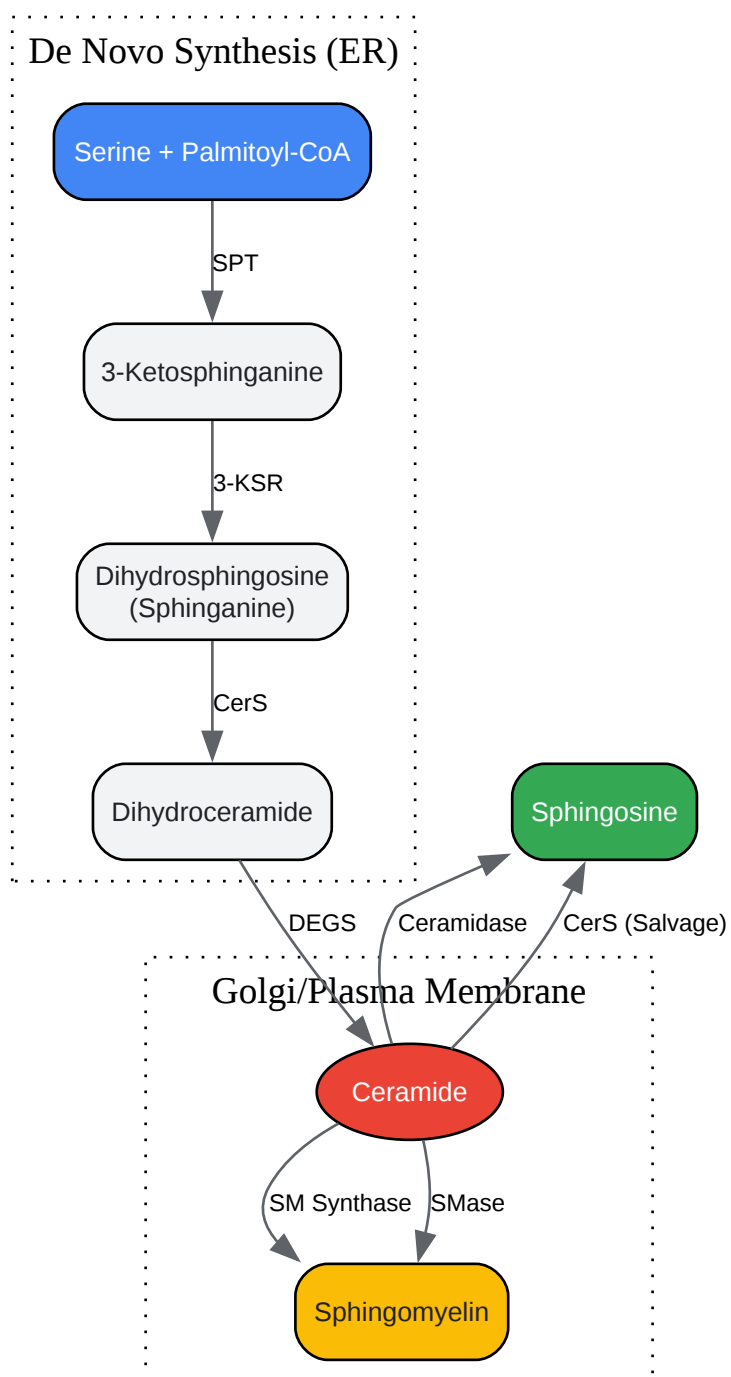 De Novo Synthesis (ER)
Serine + Palmitoyl-CoA
SPT
3-Ketosphinganine
3-KSR
Dihydrosphingosine
(Sphinganine)
CerS
Dihydroceramide
Sphingosine
DEGS
Ceramidase
CerS (Salvage)
Golgi/Plasma Membrane
Ceramide
SM Synthase
SMase
Sphingomyelin